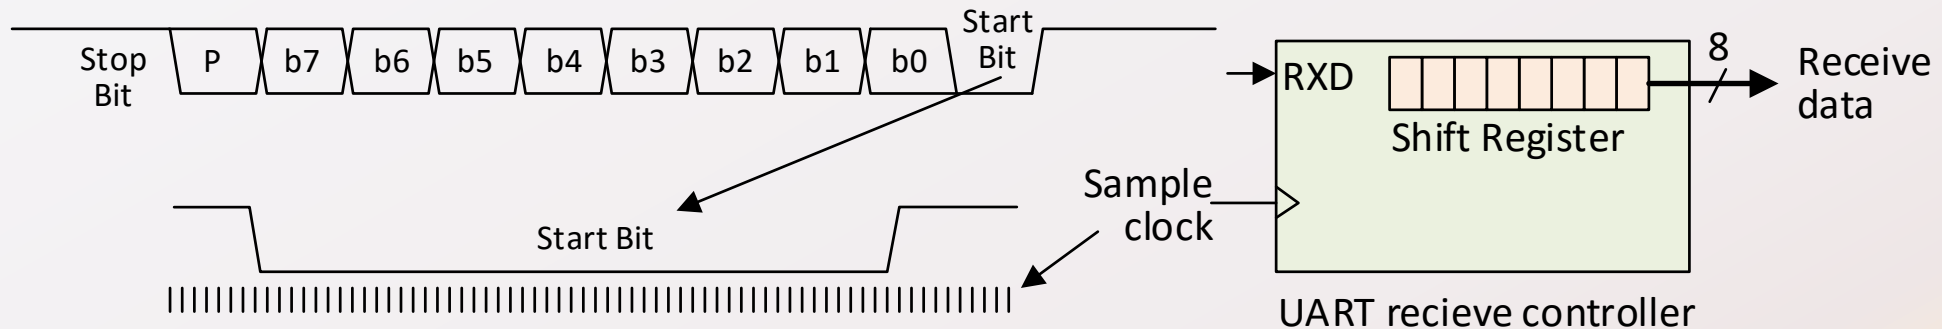 Stop
Bit
P
b7
b6
b5
b4
b3
b2
b1
b0
Start
Bit
RXD
Shift Register
8
Receive
data
Start Bit
Sample
clock
UART recieve controller